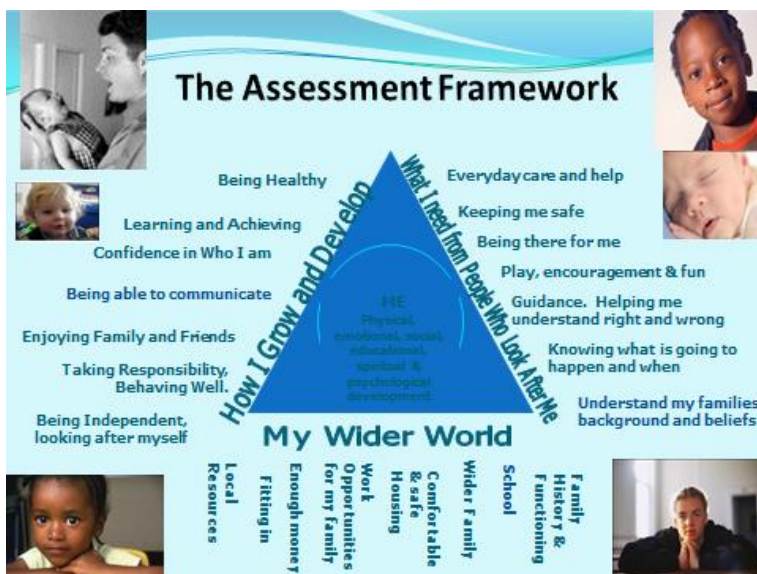 The Assessment Framework
Being Healthy
Learning and Achieving
Confidence in Who I am
Being able to communicate
Enjoying Family and Friends
Taking Responsibility,
Behaving Well.
Being Independent,
looking after myself
How I Grow and Develop
ME
Physical,
emotional, social,
educational,
spiritual &
psychological
development
What I need from People Who Look After Me
Everyday care and help
Keeping me safe
Being there for me
Play, encouragement & fun
Guidance. Helping me
understand right and wrong
Knowing what is going to
happen and when
Understand my families
background and beliefs
My Wider World
Local
Resources
Fitting in
Enough money
Work
Opportunities
for my family
Comfortable
& safe
Housing
Wider Family
School
Family
History &
Functioning